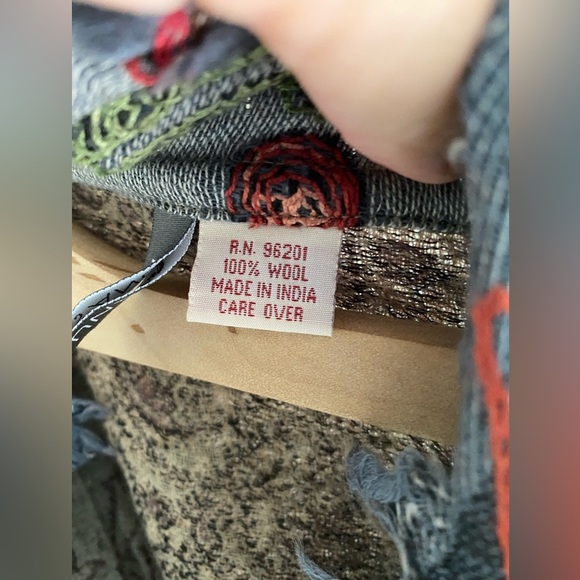 R.N. 96201
100% WOOL
MADE IN INDIA
CARE OVER